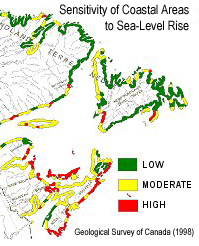 Sensitivity of Coastal Areas
to Sea-Level Rise
LOW
MODERATE
HIGH
Geological Survey of Canada (1998)